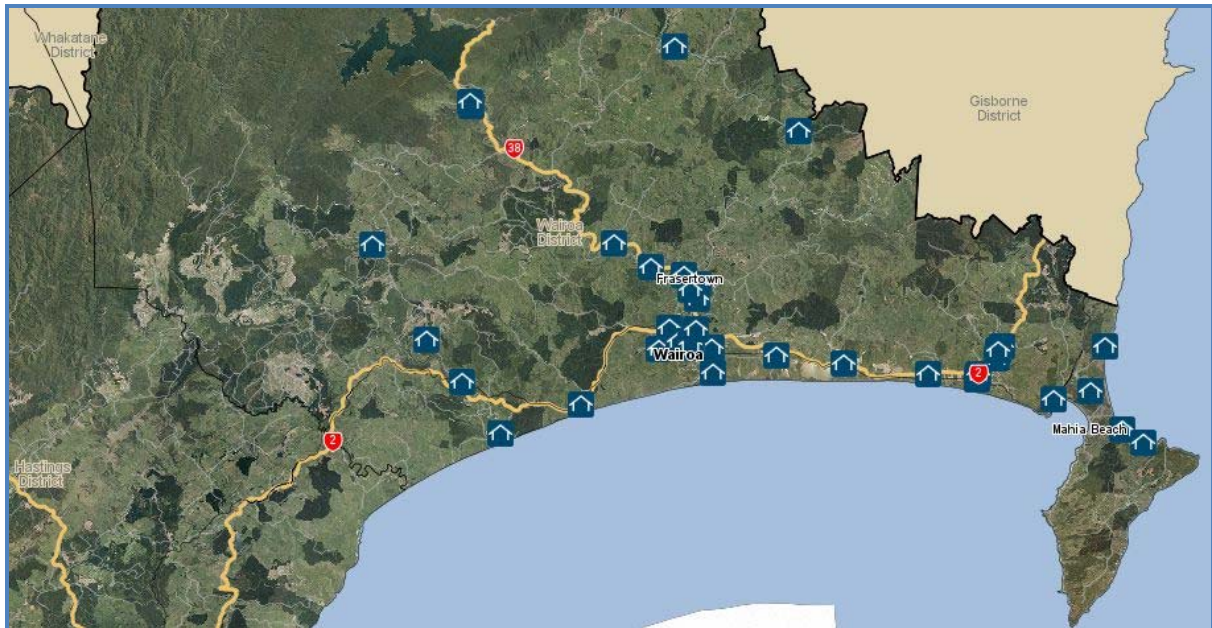 Whakatane
District
Gisborne
District
38
Wairoa
District
Frasertown
Wairoa
2
Mahia Beach
2
Hastings
District